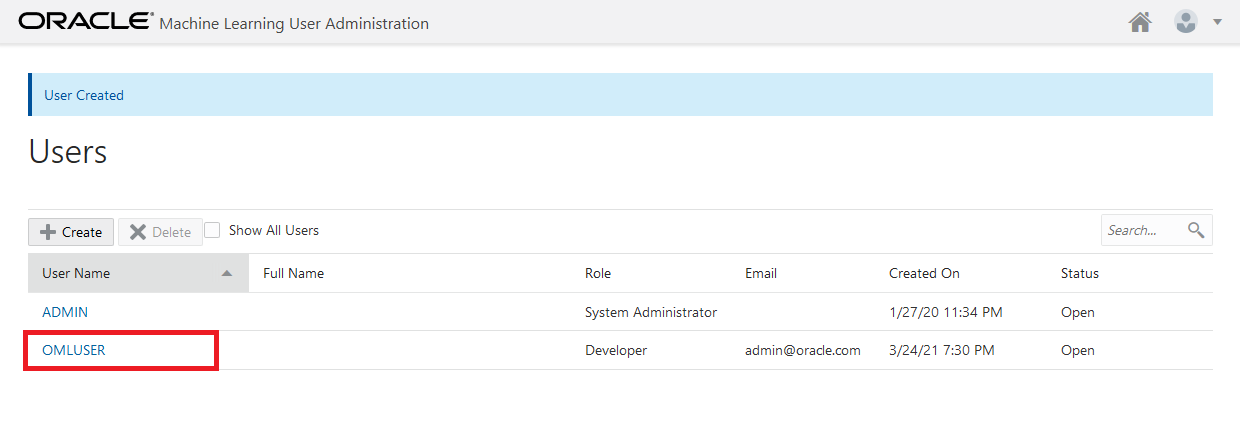 ORACLE® Machine Learning User Administration
User Created
Users
Create Delete Show All Users Search...
User Name Full Name Role Email Created On Status
ADMIN System Administrator 1/27/20 11:34 PM Open
OMLUSER Developer admin@oracle.com 3/24/21 7:30 PM Open